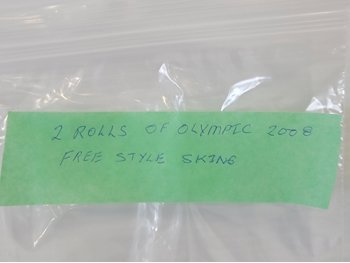 2 ROLLS OF OLYMPIC 2008
FREE STYLE SKING